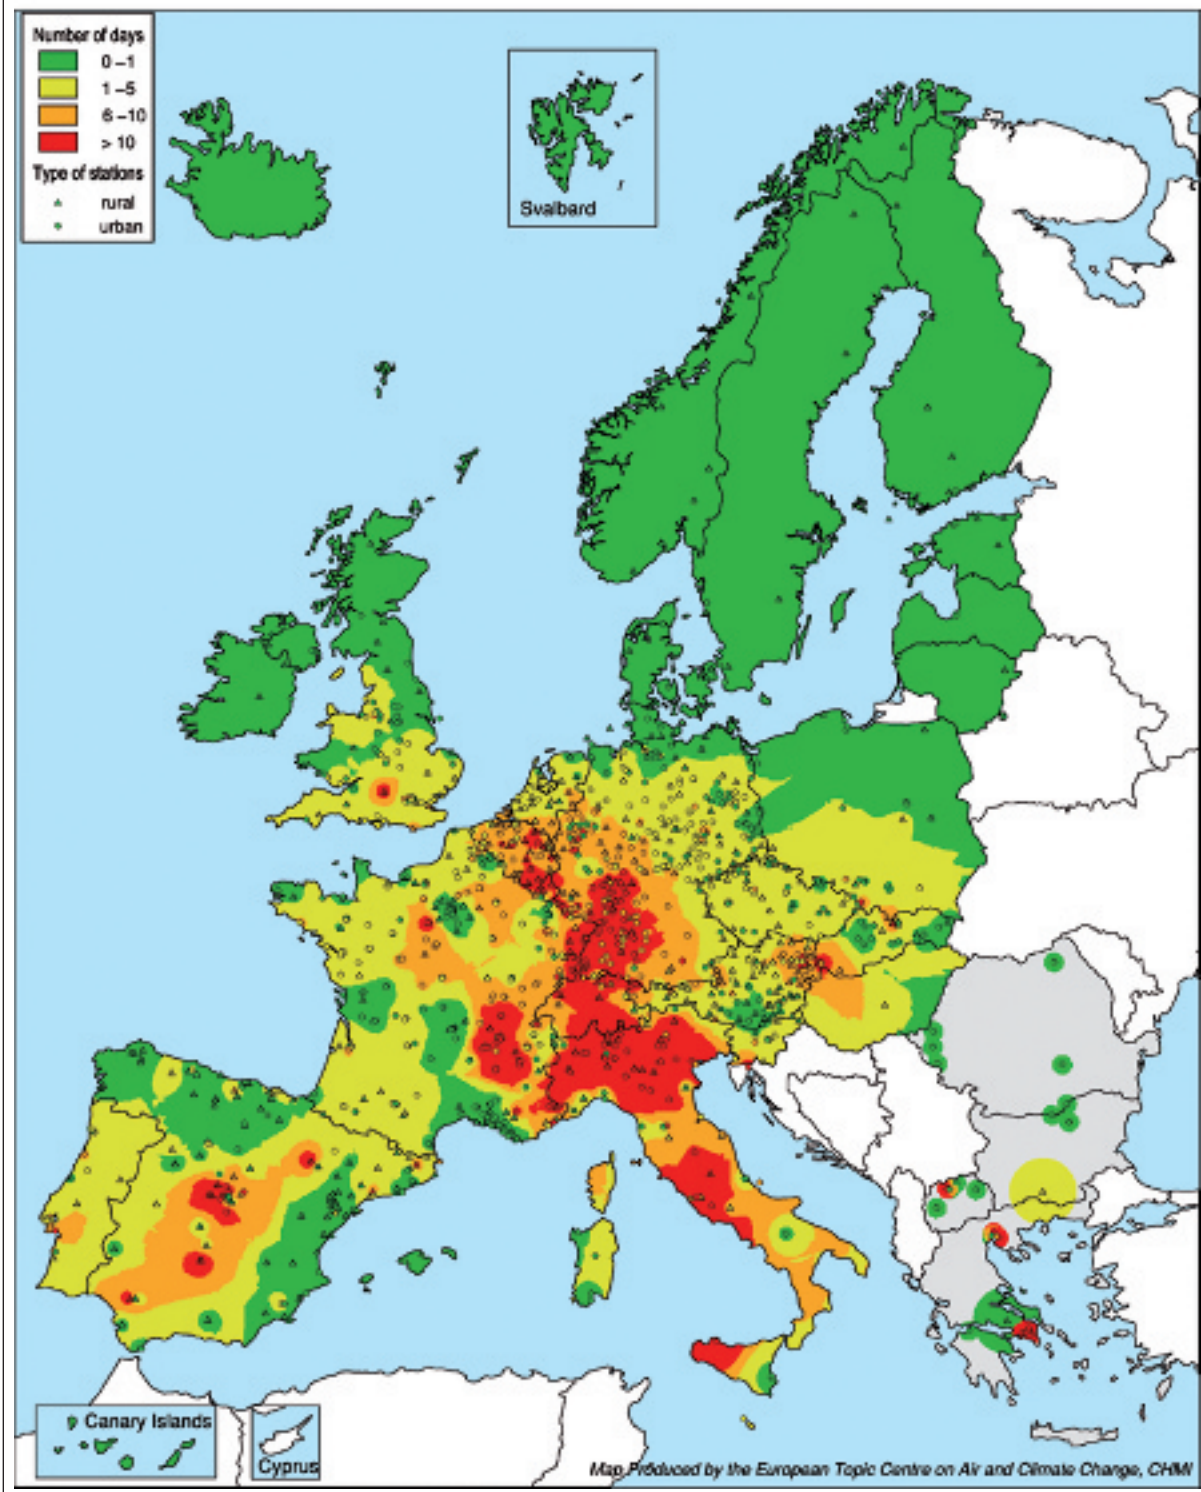 Number of days
0 –1
1 –5
6 –10
> 10
Type of stations
rural
urban
Svalbard
Canary Islands
Cyprus
Map Produced by the European Topic Centre on Air and Climate Change, CHMI